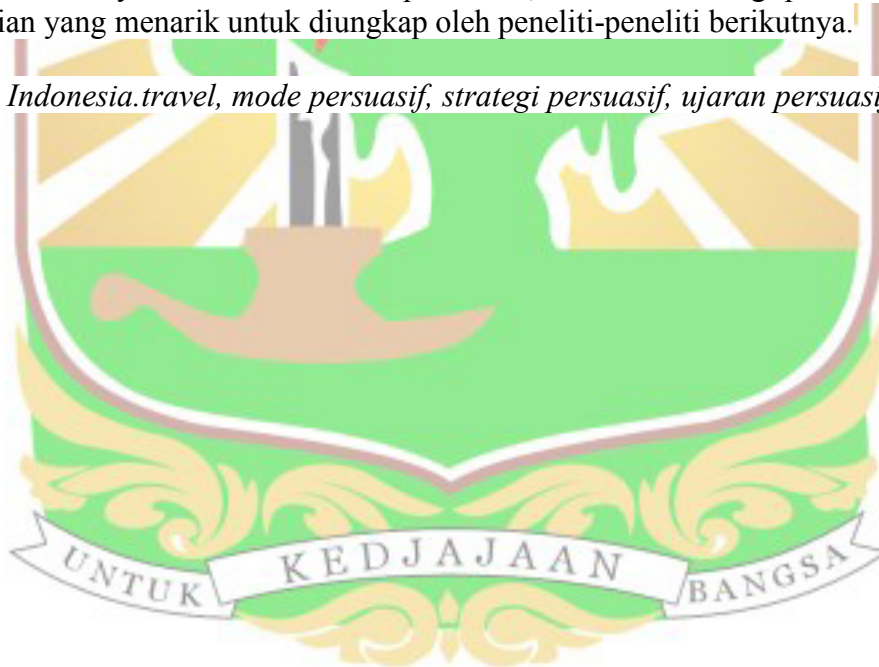 ian yang menarik untuk diungkap oleh peneliti-peneliti berikutnya.
Indonesia.travel, mode persuasif, strategi persuasif, ujaran persuasif
UNTUK KEDJAJAAN BANGSA